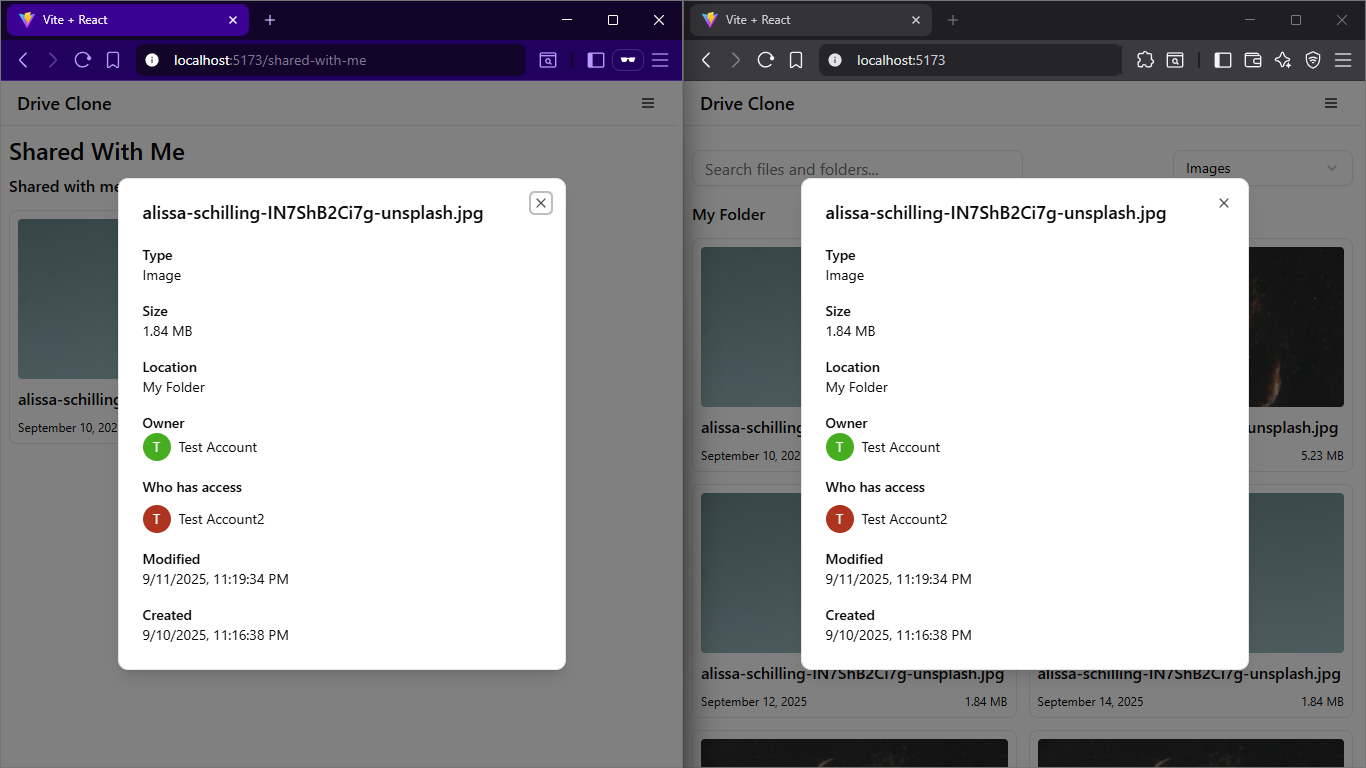 Vite + React
localhost:5173/shared-with-me
Drive Clone
Shared With Me
Shared with me
alissa-schilling
September 10, 202
alissa-schilling-IN7ShB2Ci7g-unsplash.jpg
Type
Image
Size
1.84 MB
Location
My Folder
Owner
T Test Account
Who has access
T Test Account2
Modified
9/11/2025, 11:19:34 PM
Created
9/10/2025, 11:16:38 PM
Vite + React
localhost:5173
Drive Clone
Search files and folders...
Images
My Folder
alissa-schilling
unsplash.jpg
September 10, 202
5.23 MB
alissa-schilling-IN7ShB2Ci7g-unsplash.jpg
Type
Image
Size
1.84 MB
Location
My Folder
Owner
T Test Account
Who has access
T Test Account2
Modified
9/11/2025, 11:19:34 PM
Created
9/10/2025, 11:16:38 PM
alissa-schilling-IN7ShB2Ci7g-unsplash.jpg
September 12, 2025 1.84 MB
alissa-schilling-IN7ShB2Ci7g-unsplash.jpg
September 14, 2025 1.84 MB